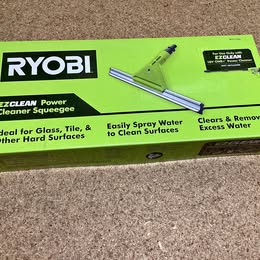 RYOBI
For Use Only with
EZCLEAN
EZCLEAN Power
Cleaner Squeegee
Ideal for Glass, Tile, &
Other Hard Surfaces
Easily Spray Water
to Clean Surfaces
Clears & Remov
Excess Water